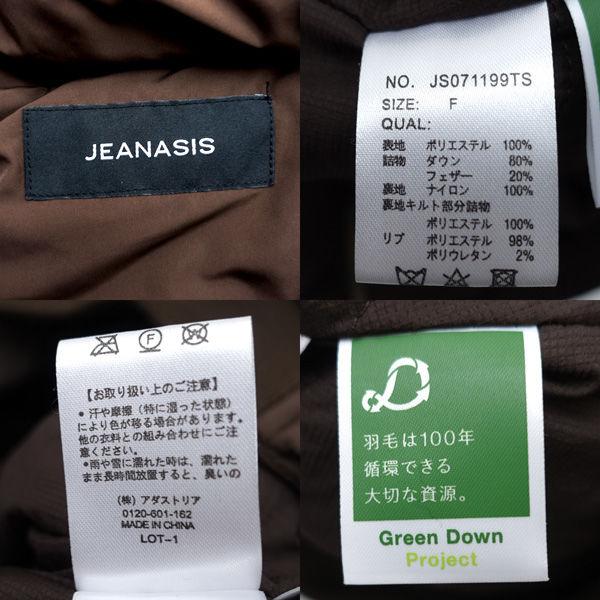 JEANASIS
NO. JS071199TS
SIZE: F
QUAL:
表地 ポリエステル 100%
詰物 ダウン 80%
フェザー 20%
裏地 ナイロン 100%
裏地キルト部分詰物
ポリエステル 100%
リブ ポリエステル 98%
ポリウレタン 2%
F
【お取り扱い上のご注意】
●汗や摩擦（特に湿った状態）
により色が移る場合があります。
他の衣料との組み合わせにご注
意ください。
●雨や雪に濡れた時は、濡れた
まま長時間放置すると、臭いの
(株) アダストリア
0120-601-162
MADE IN CHINA
LOT-1
羽毛は100年
循環できる
大切な資源。
Green Down
Project